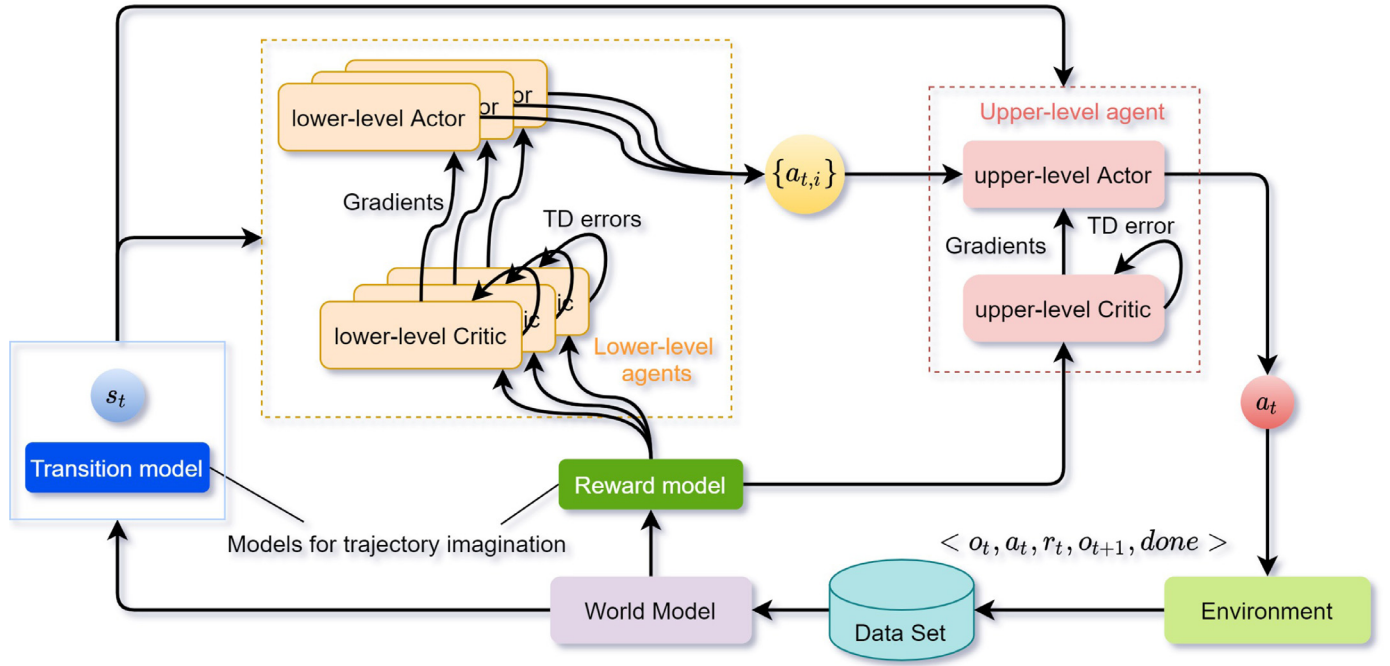 or
or
lower-level Actor
Upper-level agent
{a_{t,i}}
upper-level Actor
Gradients
TD errors
TD error
Gradients
ic
ic
lower-level Critic
upper-level Critic
Lower-level
agents
s_t
a_t
Transition model
Reward model
Models for trajectory imagination
< o_t, a_t, r_t, o_{t+1}, done >
World Model
Data Set
Environment